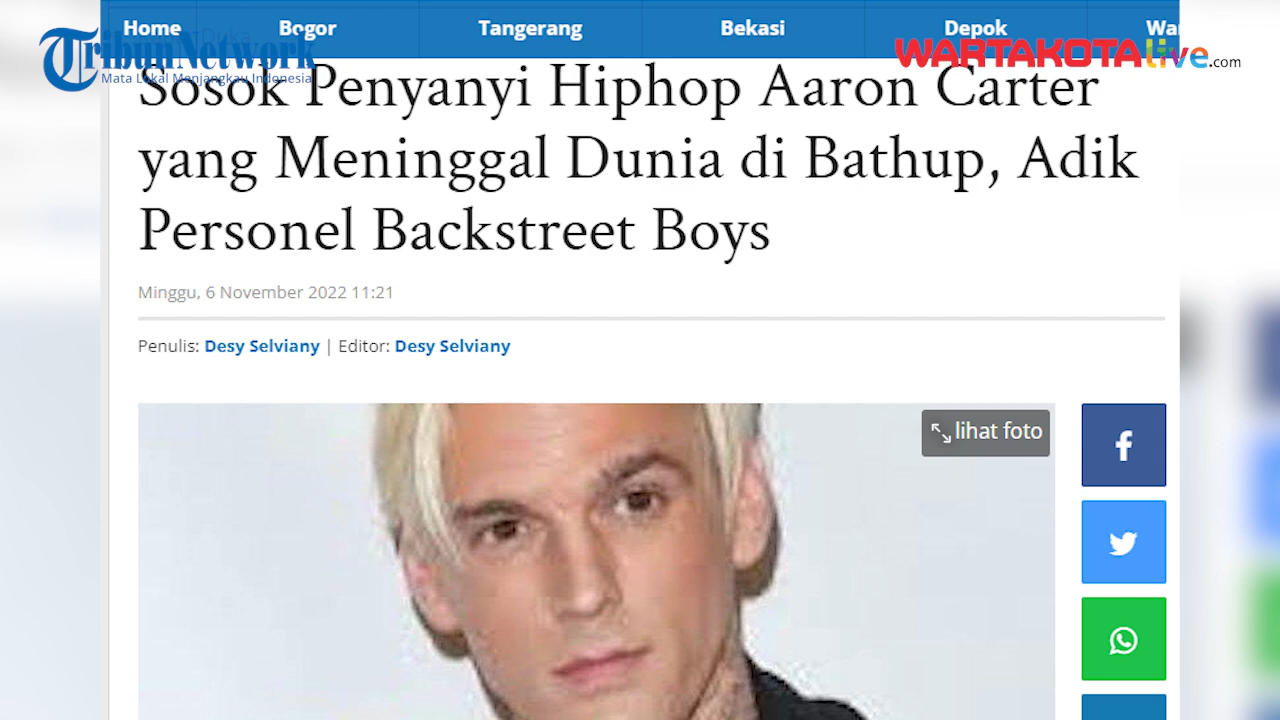 Home Bogor Tangerang Bekasi Depok
TribunNetwork
Mata Lokal Menjangkau Indonesia
WARTAKOTAlive.com
Sosok Penyanyi Hiphop Aaron Carter
yang Meninggal Dunia di Bathup, Adik
Personel Backstreet Boys
Minggu, 6 November 2022 11:21
Penulis: Desy Selviany | Editor: Desy Selviany
lihat foto